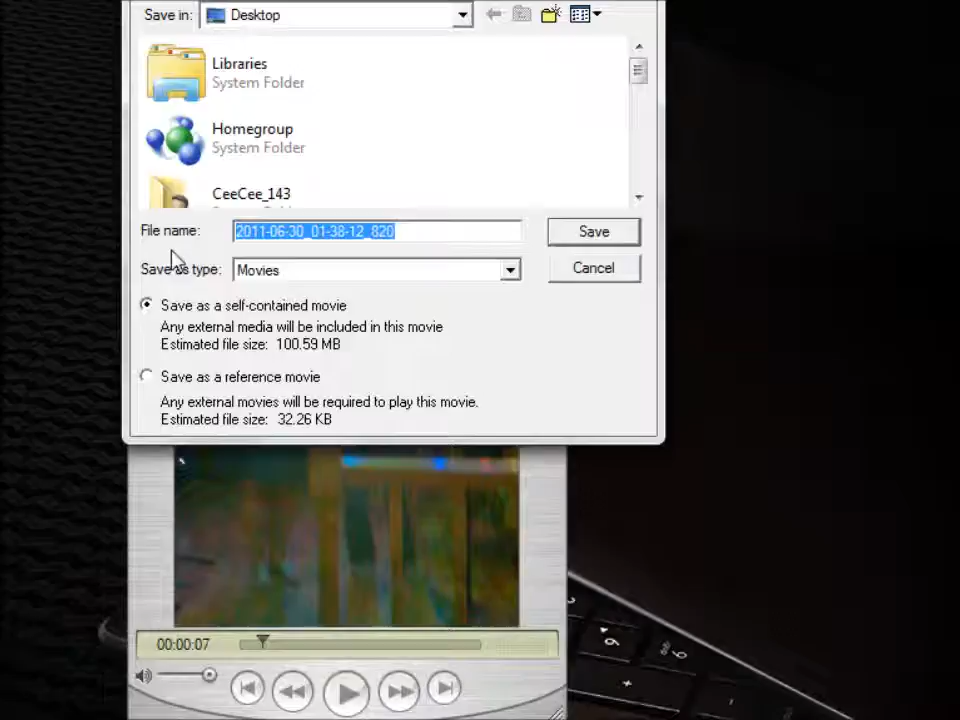 Save in:
Desktop
Libraries
System Folder
Homegroup
System Folder
CeeCee_143
File name:
2011-06-30_01-38-12_820
Save
Save as type:
Movies
Cancel
Save as a self-contained movie
Any external media will be included in this movie
Estimated file size: 100.59 MB
Save as a reference movie
Any external movies will be required to play this movie.
Estimated file size: 32.26 KB
00:00:07